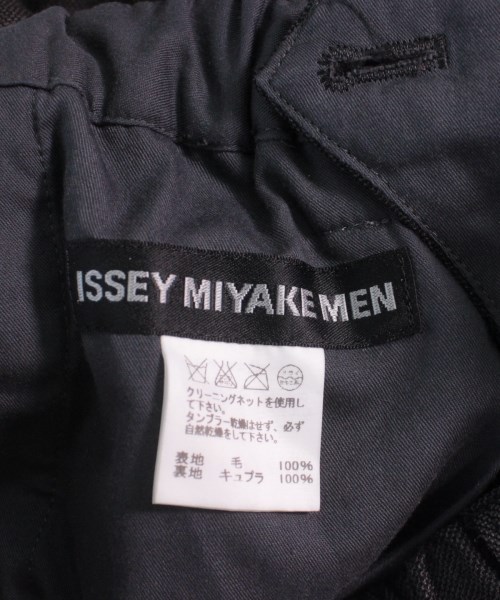 ISSEY MIYAKE MEN
クリーニングネットを使用し
て下さい。
タンブラー乾燥はせず、必ず
自然乾燥をして下さい。
表地 毛 100%
裏地 キュプラ 100%